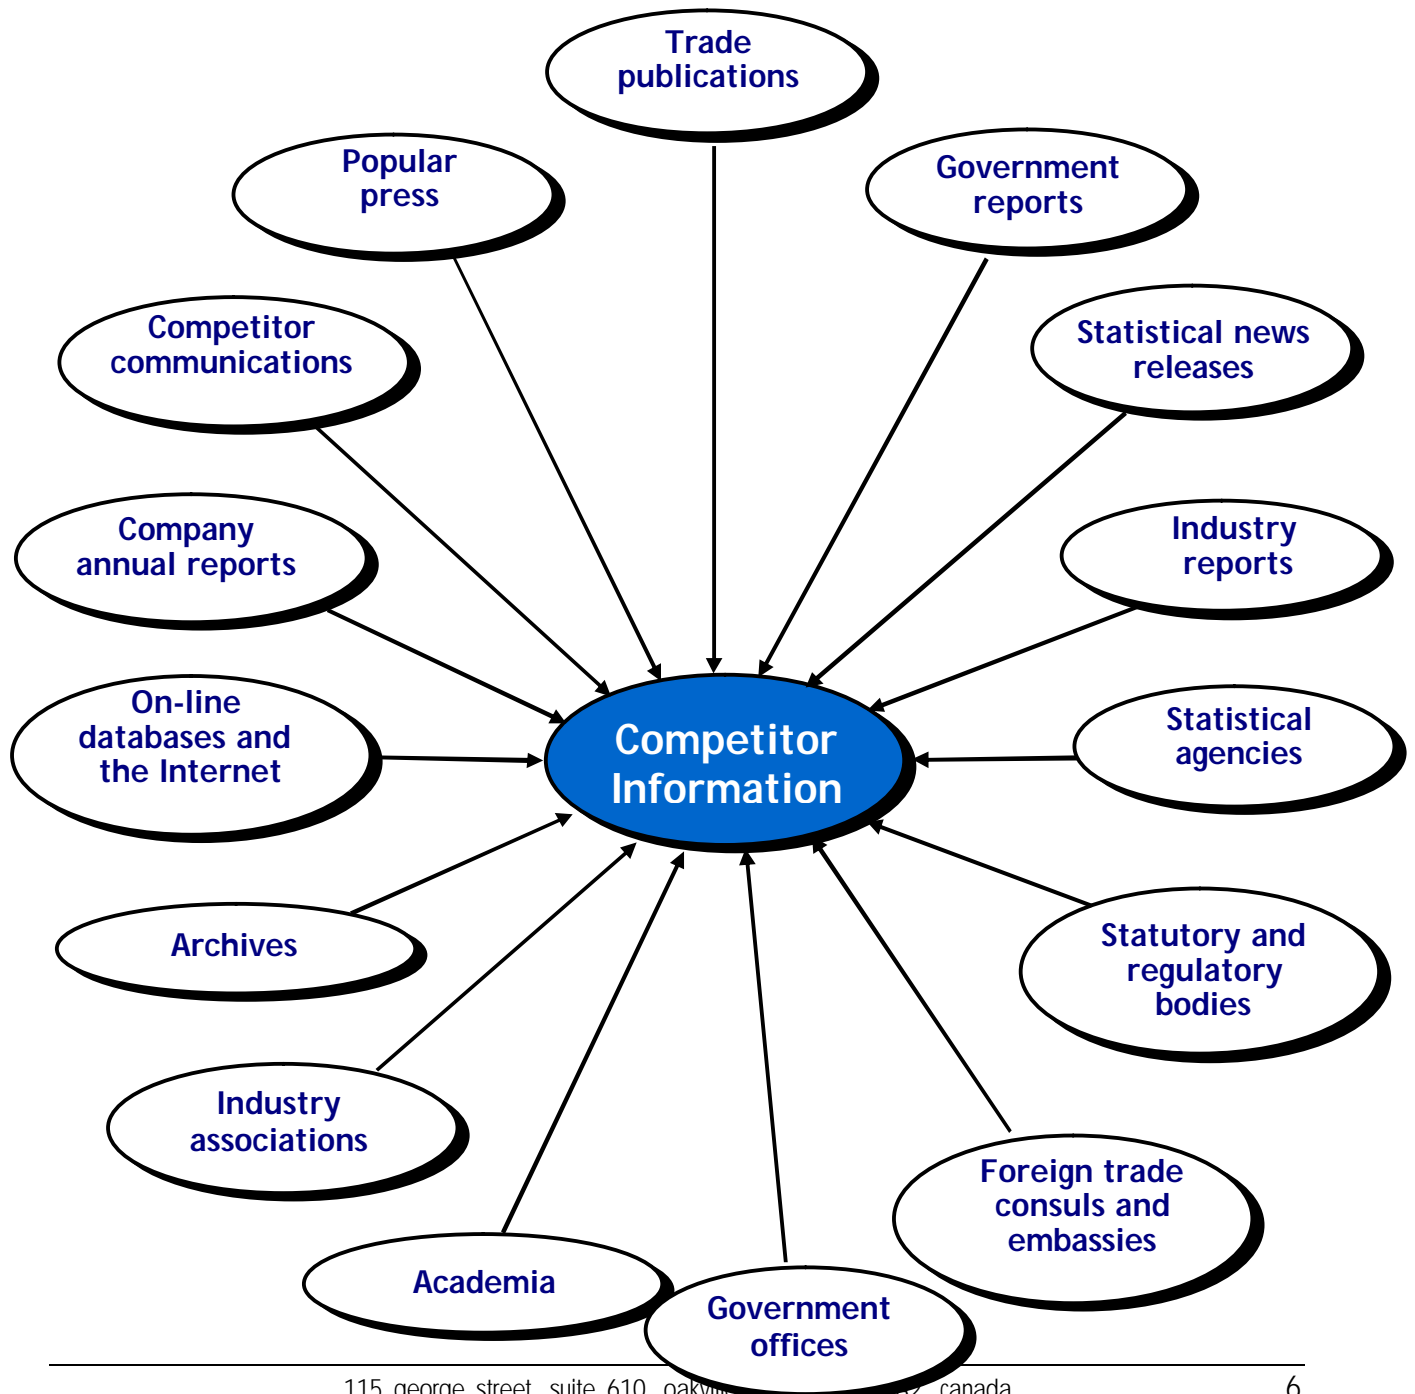 Trade
publications
Popular
press
Government
reports
Competitor
communications
Statistical news
releases
Company
annual reports
Industry
reports
On-line
databases and
the Internet
Competitor
Information
Statistical
agencies
Archives
Statutory and
regulatory
bodies
Industry
associations
Foreign trade
consuls and
embassies
Academia
Government
offices
115 george street, suite 610, canada
6